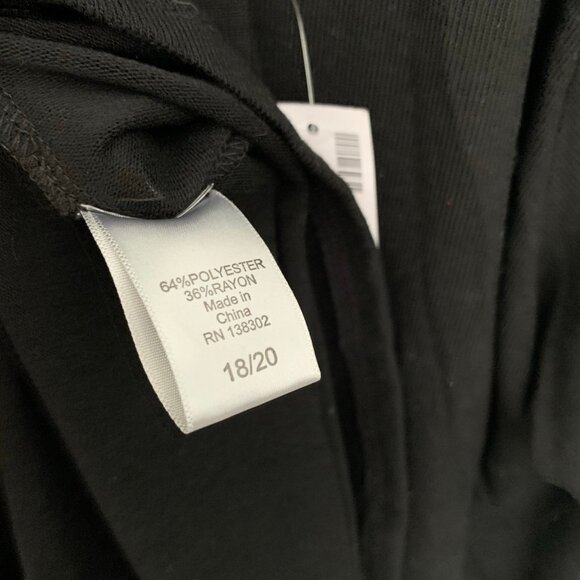 64%POLYESTER
36%RAYON
Made in
China
RN 138302
18/20